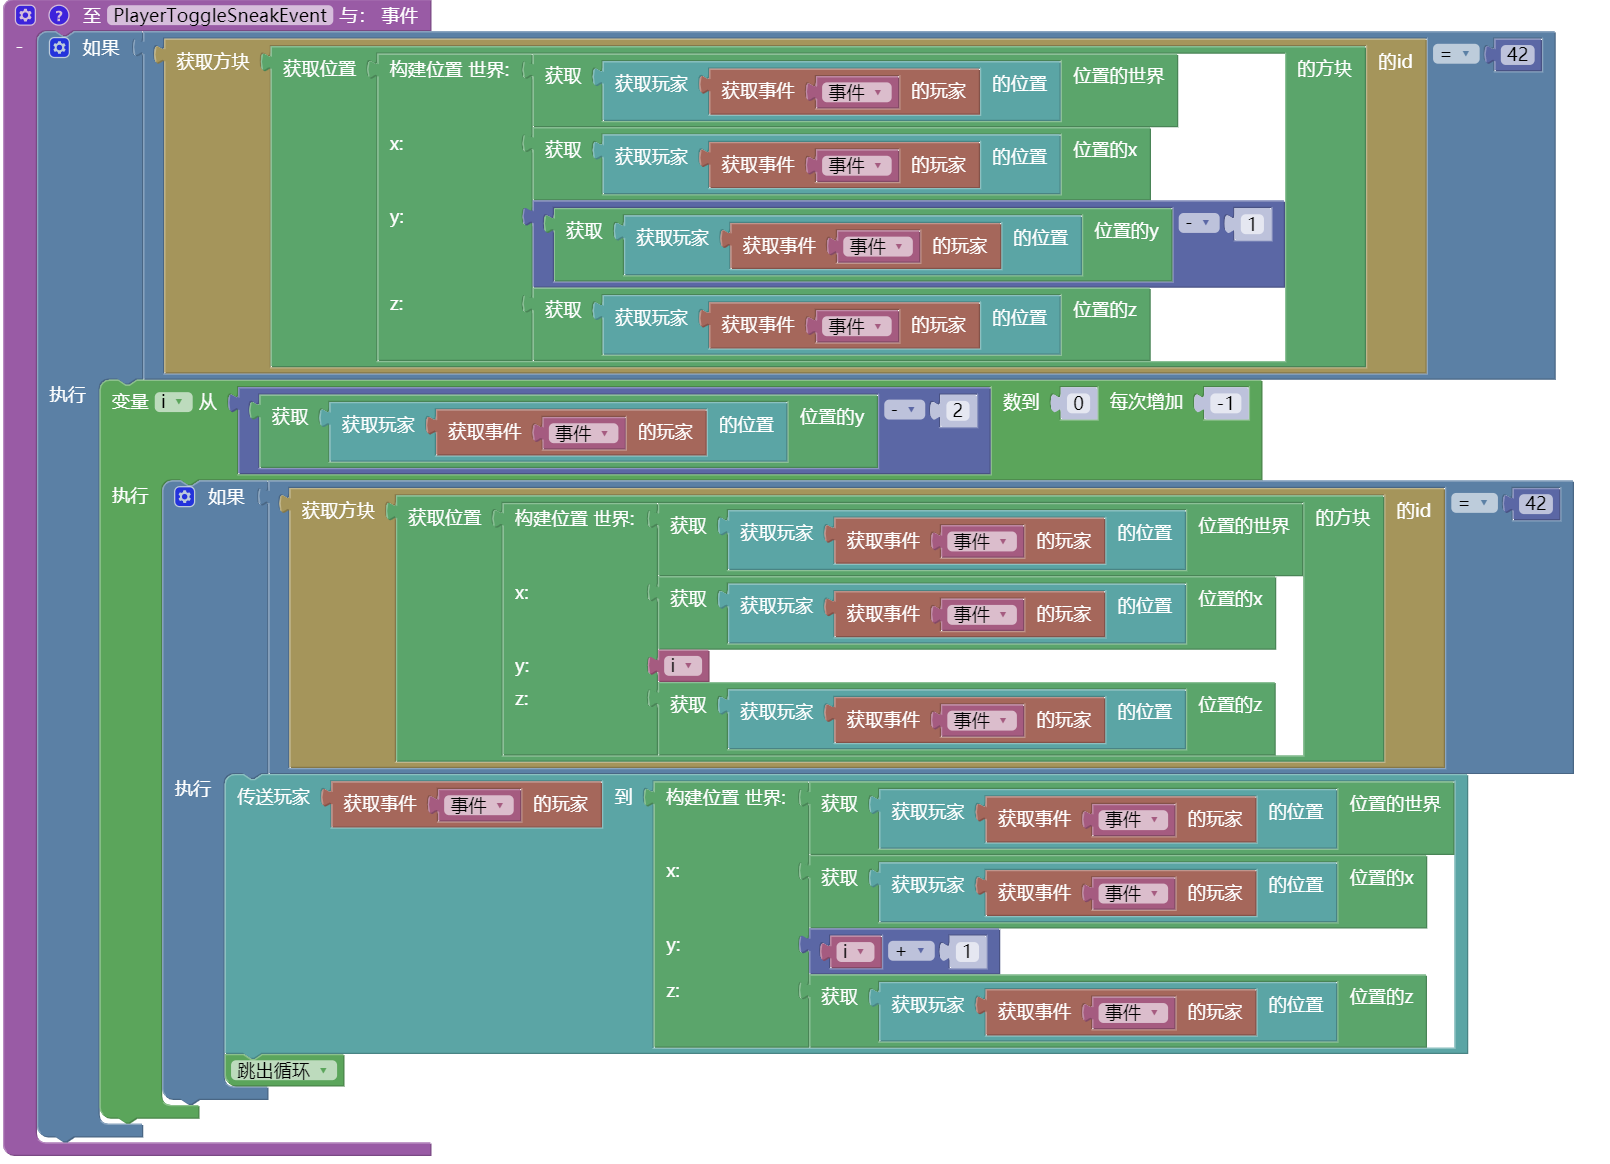 至 PlayerToggleSneakEvent 与: 事件
- 如果 获取方块 获取位置 构建位置 世界: 获取 获取玩家 获取事件 事件 的玩家 的位置 位置的世界 的方块 的id = 42
x: 获取 获取玩家 获取事件 事件 的玩家 的位置 位置的x
y: 获取 获取玩家 获取事件 事件 的玩家 的位置 位置的y - 1
z: 获取 获取玩家 获取事件 事件 的玩家 的位置 位置的z
执行 变量 i 从 获取 获取玩家 获取事件 事件 的玩家 的位置 位置的y - 2 数到 0 每次增加 -1
执行 如果 获取方块 获取位置 构建位置 世界: 获取 获取玩家 获取事件 事件 的玩家 的位置 位置的世界 的方块 的id = 42
x: 获取 获取玩家 获取事件 事件 的玩家 的位置 位置的x
y: i
z: 获取 获取玩家 获取事件 事件 的玩家 的位置 位置的z
执行 传送玩家 获取事件 事件 的玩家 到 构建位置 世界: 获取 获取玩家 获取事件 事件 的玩家 的位置 位置的世界
x: 获取 获取玩家 获取事件 事件 的玩家 的位置 位置的x
y: i + 1
z: 获取 获取玩家 获取事件 事件 的玩家 的位置 位置的z
跳出循环